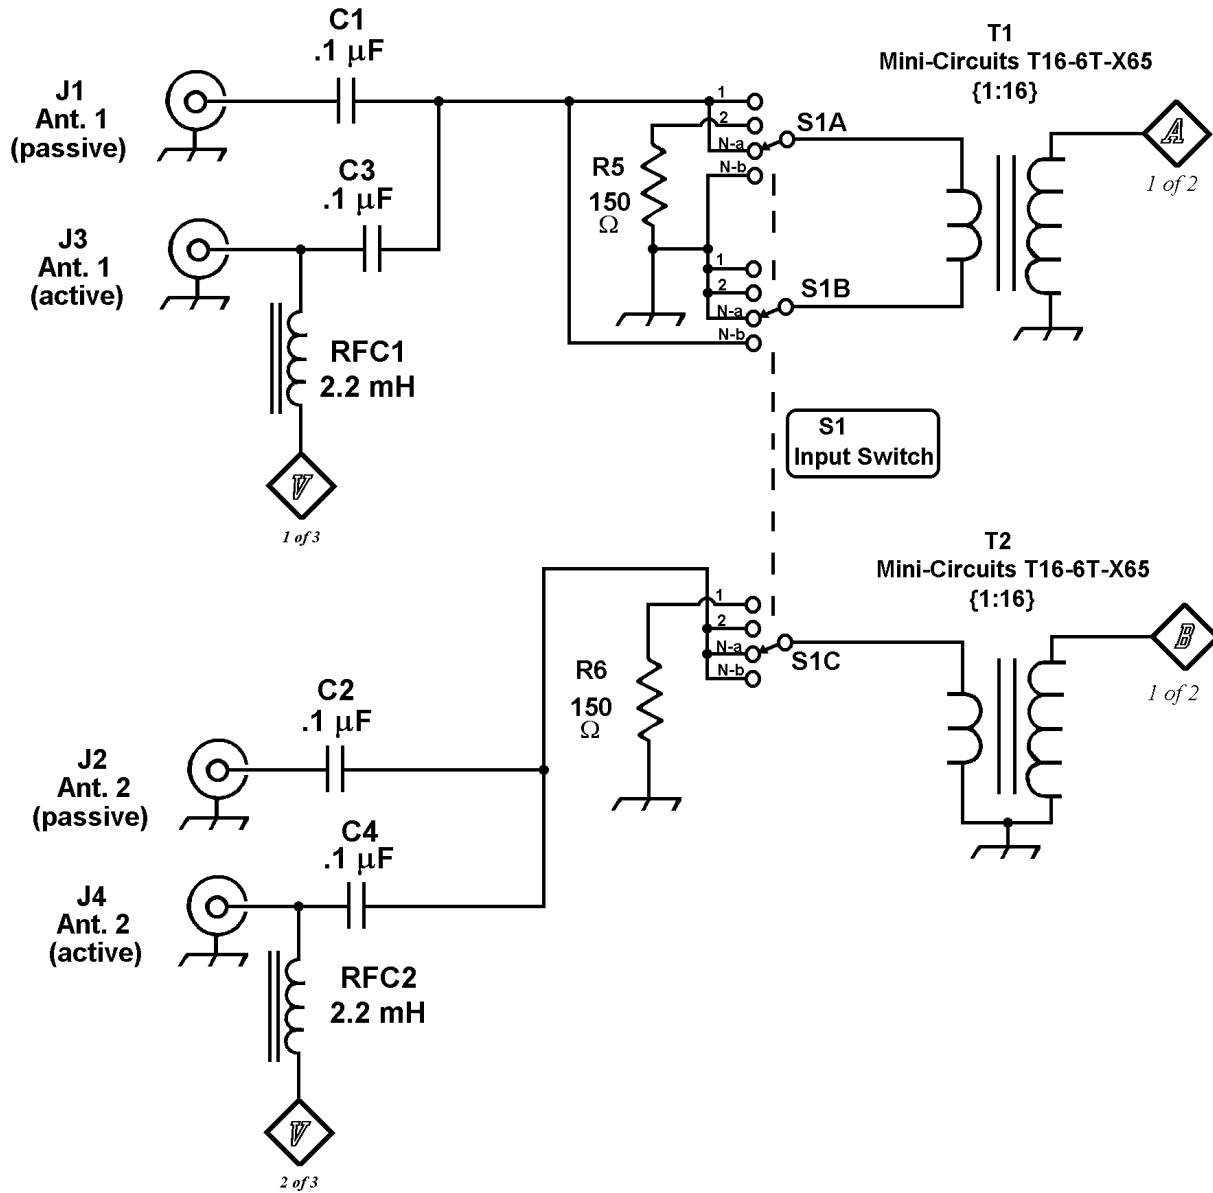 C1
.1 μF
J1
Ant. 1
(passive)
C3
.1 μF
J3
Ant. 1
(active)
RFC1
2.2 mH
V
1 of 3
R5
150
Ω
1
2
N-a
N-b
S1A
1
2
N-a
N-b
S1B
T1
Mini-Circuits T16-6T-X65
{1:16}
A
1 of 2
S1
Input Switch
T2
Mini-Circuits T16-6T-X65
{1:16}
B
1 of 2
1
2
N-a
N-b
S1C
R6
150
Ω
C2
.1 μF
J2
Ant. 2
(passive)
C4
.1 μF
J4
Ant. 2
(active)
RFC2
2.2 mH
V
2 of 3